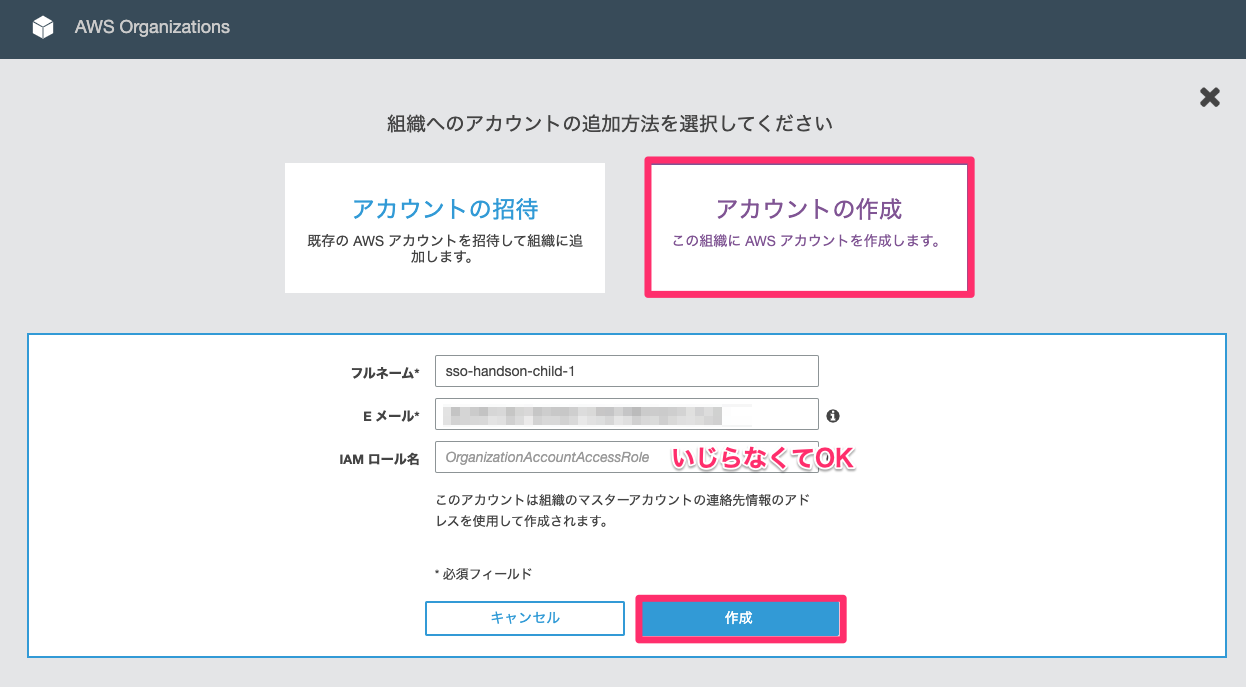 AWS Organizations
組織へのアカウントの追加方法を選択してください
アカウントの招待
既存の AWS アカウントを招待して組織に追
加します。
アカウントの作成
この組織に AWS アカウントを作成します。
フルネーム* sso-handson-child-1
E メール*
IAM ロール名 OrganizationAccountAccessRole いじらなくてOK
このアカウントは組織のマスターアカウントの連絡先情報のアド
レスを使用して作成されます。
* 必須フィールド
キャンセル 作成